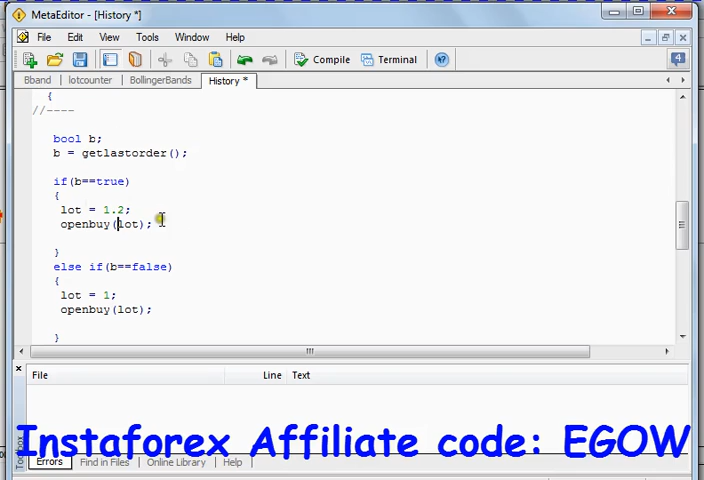 MetaEditor - [History *]
File Edit View Tools Window Help
Compile Terminal 4
Bband lotcounter BollingerBands History *
{
//----
bool b;
b = getlastorder();
if(b==true)
{
lot = 1.2;
openbuy(lot);
}
else if(b==false)
{
lot = 1;
openbuy(lot);
}
File Line Text
Instaforex Affiliate code: EGOW
Toolbox
Errors Find in Files Online Library Help